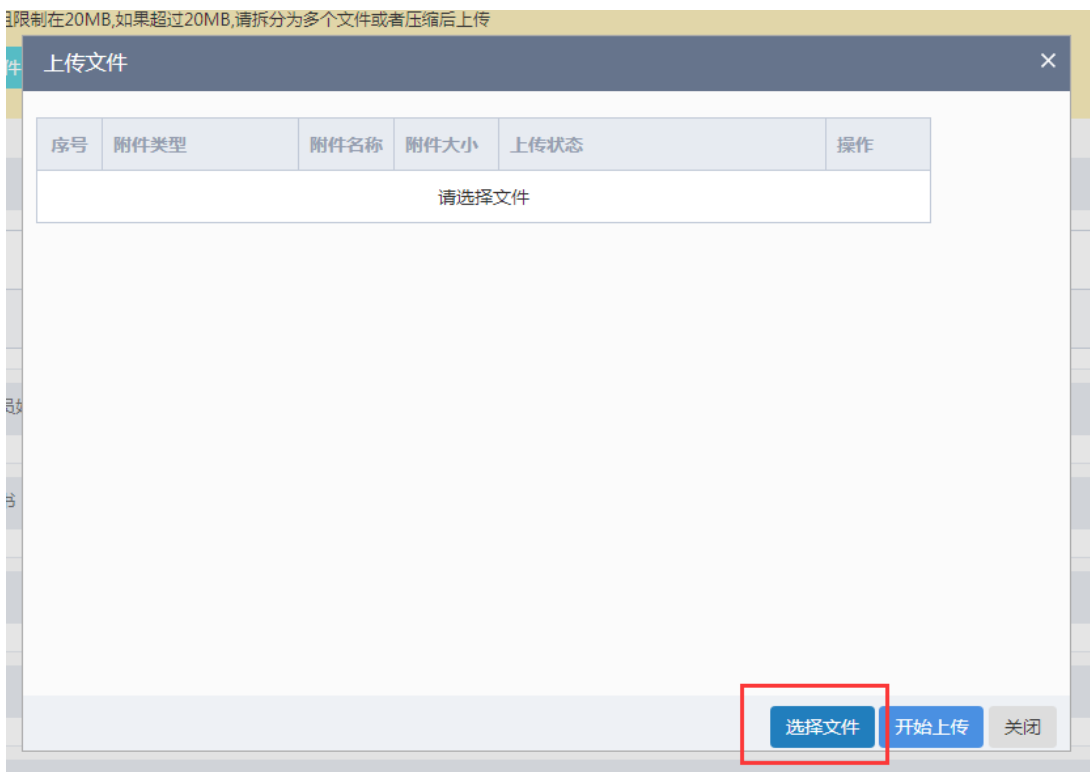 限制在20MB,如果超过20MB,请拆分为多个文件或者压缩后上传
件
上传文件
序号 附件类型 附件名称 附件大小 上传状态 操作
请选择文件
书
选择文件 开始上传 关闭